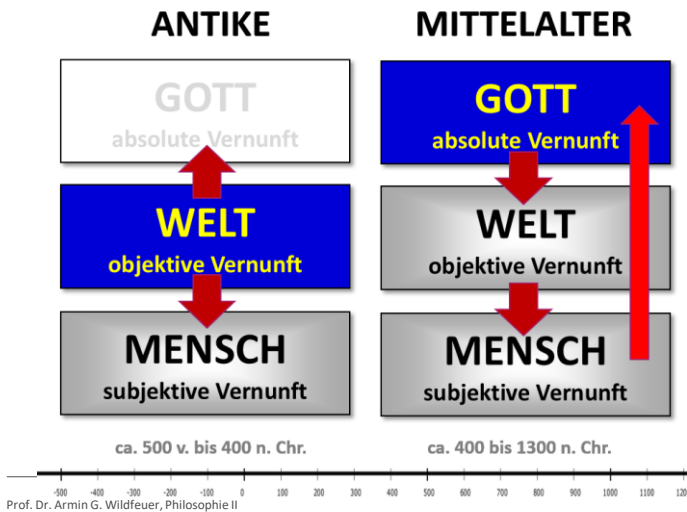 ANTIKE
GOTT
absolute Vernunft
WELT
objektive Vernunft
MENSCH
subjektive Vernunft
ca. 500 v. bis 400 n. Chr.
MITTELALTER
GOTT
absolute Vernunft
WELT
objektive Vernunft
MENSCH
subjektive Vernunft
ca. 400 bis 1300 n. Chr.
-500 -400 -300 -200 -100 0 100 200 300 400 500 600 700 800 900 1000 1100 120
Prof. Dr. Armin G. Wildfeuer, Philosophie II